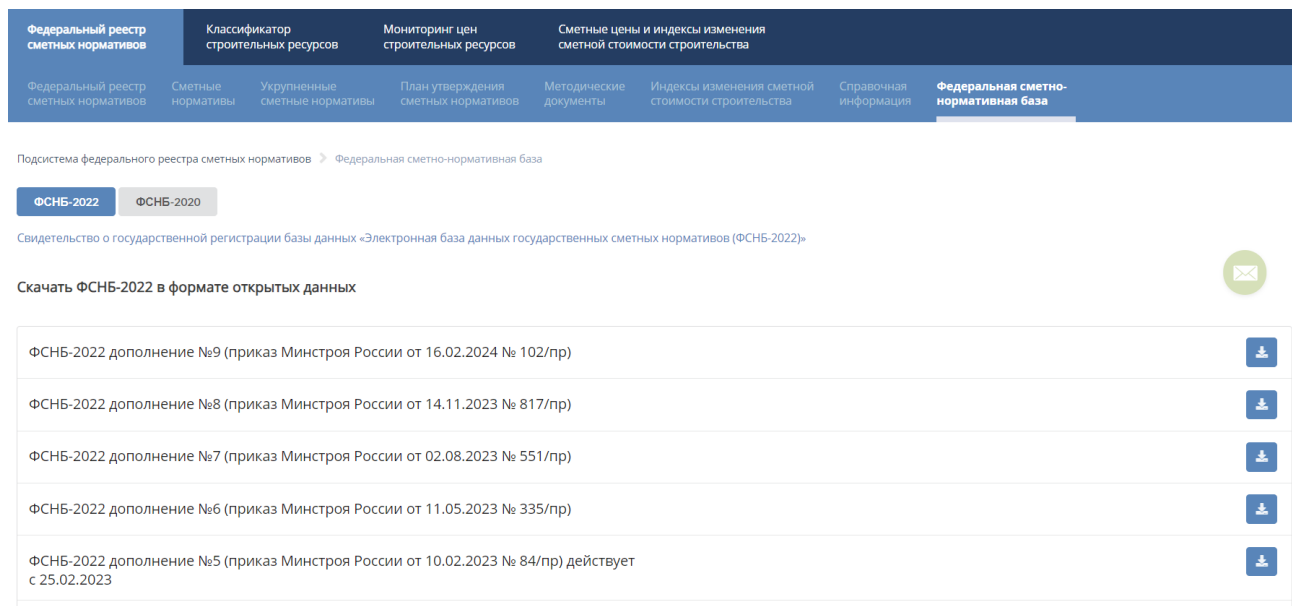 Федеральный реестр
сметных нормативов
Классификатор
строительных ресурсов
Мониторинг цен
строительных ресурсов
Сметные цены и индексы изменения
сметной стоимости строительства
Федеральный реестр
сметных нормативов
Сметные
нормативы
Укрупненные
сметные нормативы
План утверждения
сметных нормативов
Методические
документы
Индексы изменения сметной
стоимости строительства
Справочная
информация
Федеральная сметно-
нормативная база
Подсистема федерального реестра сметных нормативов > Федеральная сметно-нормативная база
ФСНБ-2022
ФСНБ-2020
Свидетельство о государственной регистрации базы данных «Электронная база данных государственных сметных нормативов (ФСНБ-2022)»
Скачать ФСНБ-2022 в формате открытых данных
ФСНБ-2022 дополнение №9 (приказ Минстроя России от 16.02.2024 № 102/пр)
ФСНБ-2022 дополнение №8 (приказ Минстроя России от 14.11.2023 № 817/пр)
ФСНБ-2022 дополнение №7 (приказ Минстроя России от 02.08.2023 № 551/пр)
ФСНБ-2022 дополнение №6 (приказ Минстроя России от 11.05.2023 № 335/пр)
ФСНБ-2022 дополнение №5 (приказ Минстроя России от 10.02.2023 № 84/пр) действует
с 25.02.2023